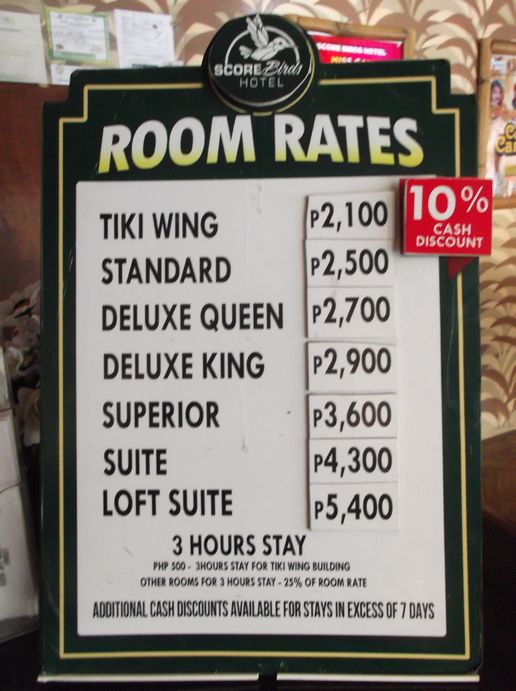 SCORE Birds
HOTEL
ROOM RATES
10%
CASH
DISCOUNT
TIKI WING P2,100
STANDARD P2,500
DELUXE QUEEN P2,700
DELUXE KING P2,900
SUPERIOR P3,600
SUITE P4,300
LOFT SUITE P5,400
3 HOURS STAY
PHP 500 - 3HOURS STAY FOR TIKI WING BUILDING
OTHER ROOMS FOR 3 HOURS STAY - 25% OF ROOM RATE
ADDITIONAL CASH DISCOUNTS AVAILABLE FOR STAYS IN EXCESS OF 7 DAYS
SCORE BIRDS HOTEL